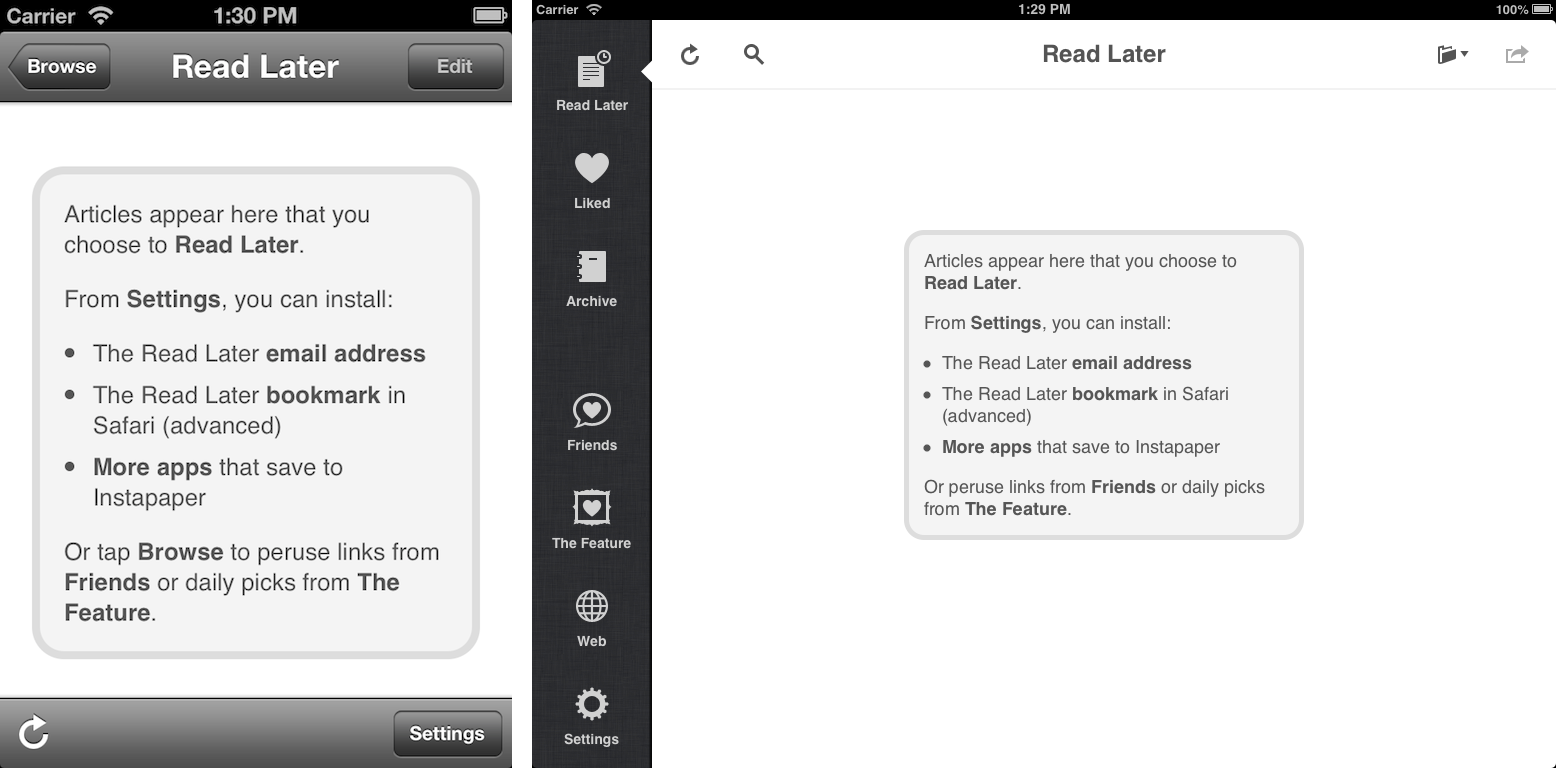 Carrier 1:30 PM
Browse Read Later Edit
Articles appear here that you
choose to Read Later.
From Settings, you can install:
• The Read Later email address
• The Read Later bookmark in
Safari (advanced)
• More apps that save to
Instapaper
Or tap Browse to peruse links from
Friends or daily picks from The
Feature.
Settings
Carrier 1:29 PM 100%
Read Later
Read Later
Liked
Archive
Friends
The Feature
Web
Settings
Articles appear here that you choose to
Read Later.
From Settings, you can install:
• The Read Later email address
• The Read Later bookmark in Safari
(advanced)
• More apps that save to Instapaper
Or peruse links from Friends or daily picks
from The Feature.